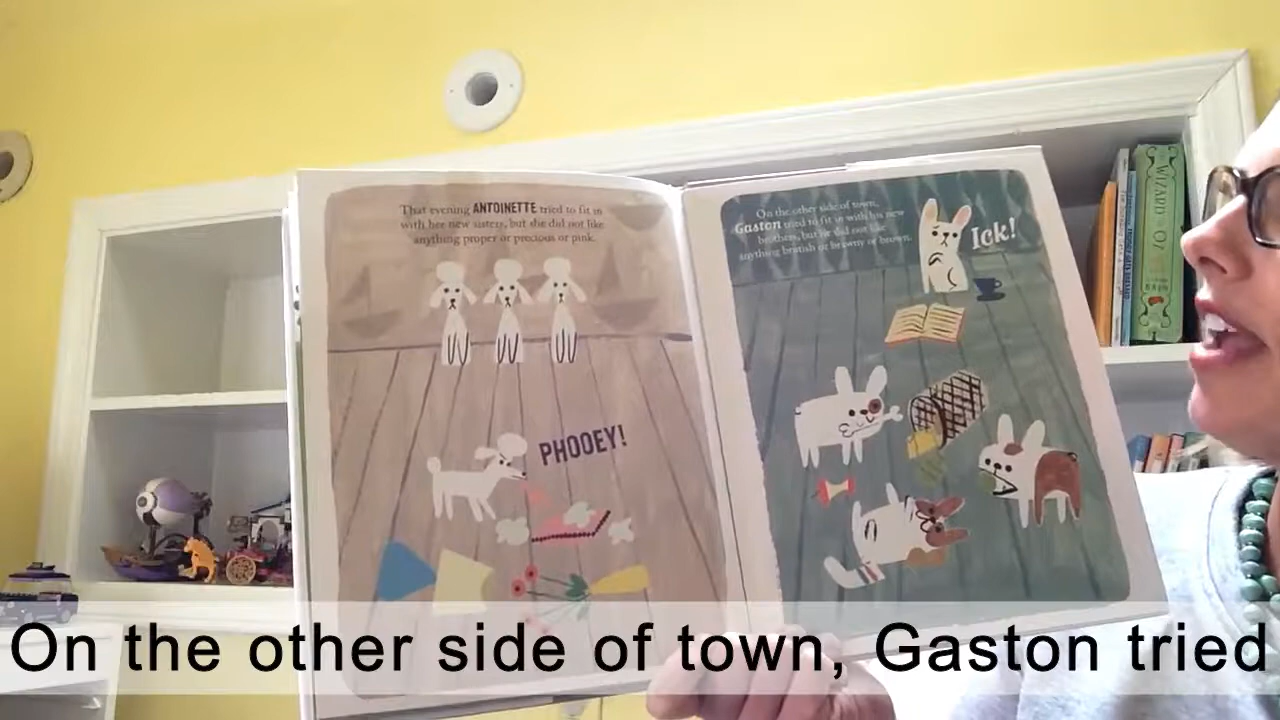 That evening ANTOINETTE tried to fit in
with her new sisters, but she did not like
anything proper or precious or pink.
PHOOEY!
On the other side of town,
Gaston tried to fit in with his new
brothers, but he did not like
anything brutish or brawny or brown.
Ick!
WIZARD OF
On the other side of town, Gaston tried